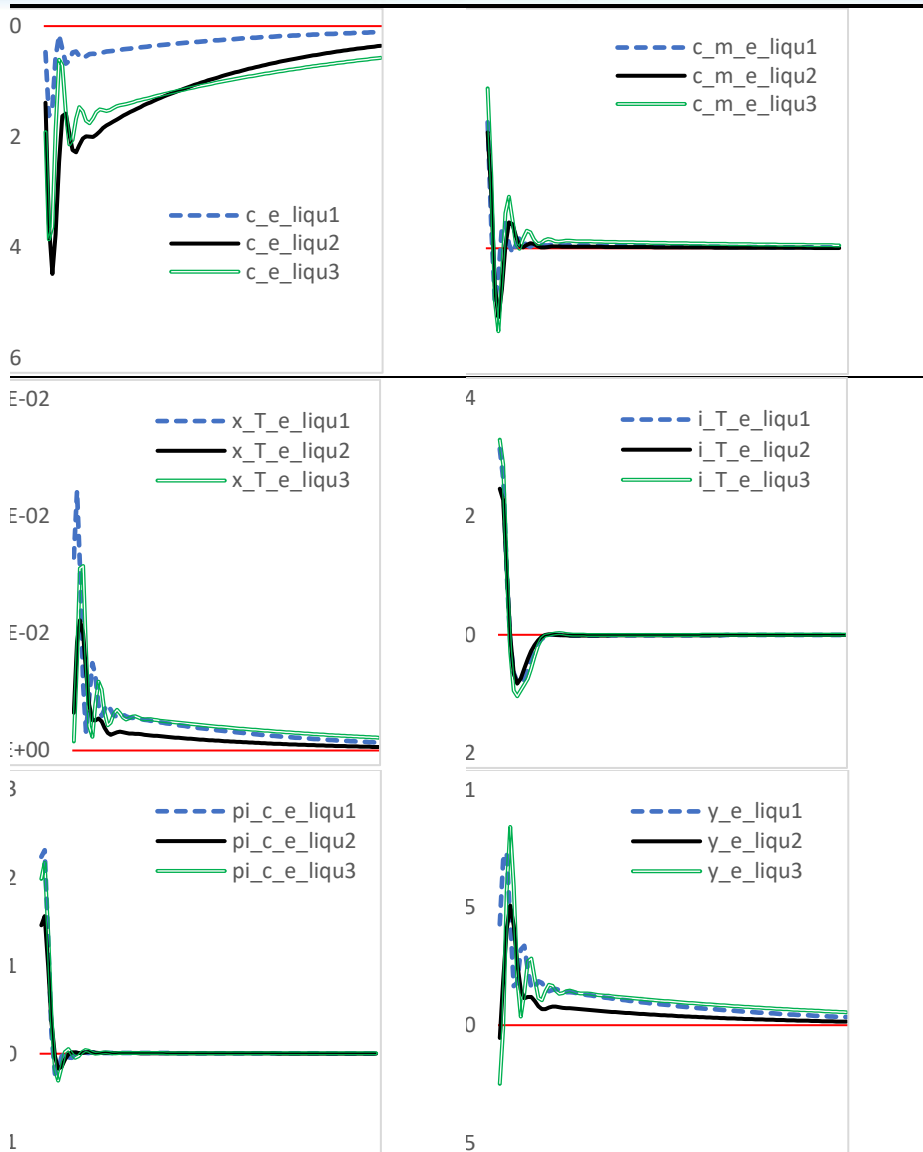 0
2
4
6
c_e_liqu1
c_e_liqu2
c_e_liqu3
c_m_e_liqu1
c_m_e_liqu2
c_m_e_liqu3
E-02
E-02
E-02
E+00
x_T_e_liqu1
x_T_e_liqu2
x_T_e_liqu3
4
2
0
2
i_T_e_liqu1
i_T_e_liqu2
i_T_e_liqu3
3
2
1
0
1
pi_c_e_liqu1
pi_c_e_liqu2
pi_c_e_liqu3
1
5
0
5
y_e_liqu1
y_e_liqu2
y_e_liqu3